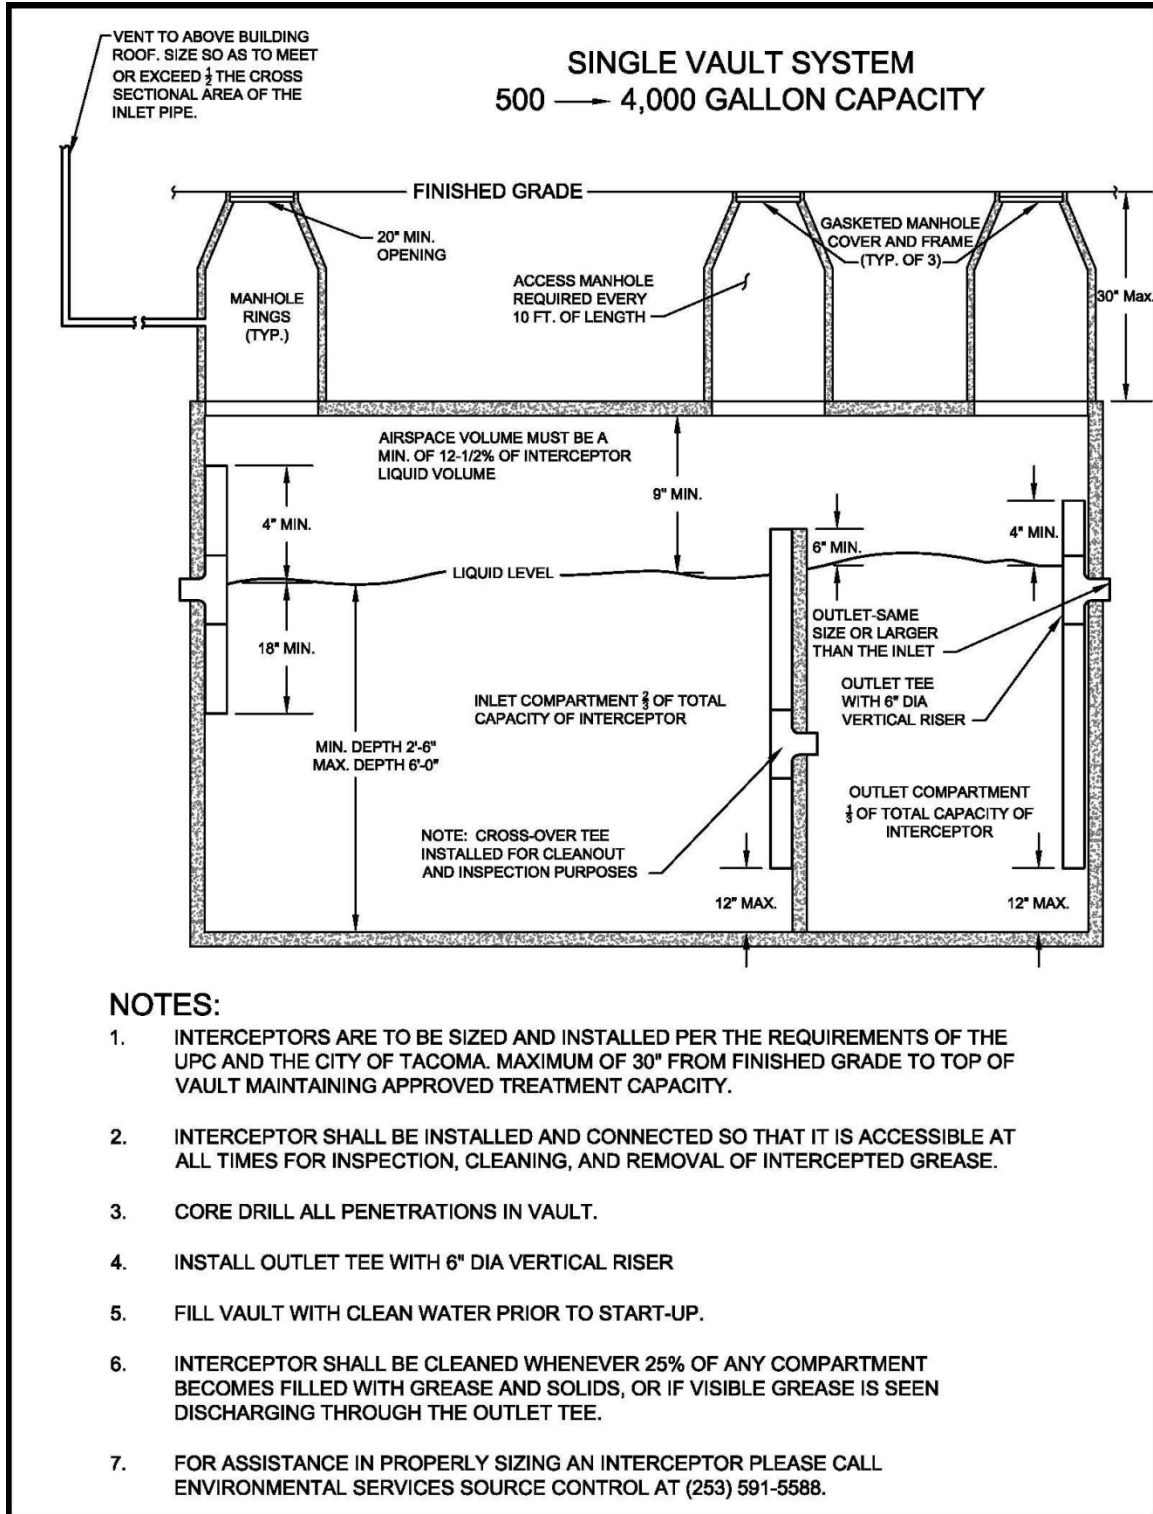 VENT TO ABOVE BUILDING
ROOF. SIZE SO AS TO MEET
OR EXCEED ½ THE CROSS
SECTIONAL AREA OF THE
INLET PIPE.
SINGLE VAULT SYSTEM
500 → 4,000 GALLON CAPACITY
FINISHED GRADE
20" MIN.
OPENING
GASKETED MANHOLE
COVER AND FRAME
(TYP. OF 3)
ACCESS MANHOLE
REQUIRED EVERY
10 FT. OF LENGTH
MANHOLE
RINGS
(TYP.)
30" Max.
AIRSPACE VOLUME MUST BE A
MIN. OF 12-1/2% OF INTERCEPTOR
LIQUID VOLUME
9" MIN.
4" MIN.
6" MIN.
4" MIN.
LIQUID LEVEL
18" MIN.
OUTLET-SAME
SIZE OR LARGER
THAN THE INLET
OUTLET TEE
WITH 6" DIA
VERTICAL RISER
INLET COMPARTMENT ⅔ OF TOTAL
CAPACITY OF INTERCEPTOR
MIN. DEPTH 2'-6"
MAX. DEPTH 6'-0"
OUTLET COMPARTMENT
⅓ OF TOTAL CAPACITY OF
INTERCEPTOR
NOTE: CROSS-OVER TEE
INSTALLED FOR CLEANOUT
AND INSPECTION PURPOSES
12" MAX.
12" MAX.
NOTES:
1. INTERCEPTORS ARE TO BE SIZED AND INSTALLED PER THE REQUIREMENTS OF THE
UPC AND THE CITY OF TACOMA. MAXIMUM OF 30" FROM FINISHED GRADE TO TOP OF
VAULT MAINTAINING APPROVED TREATMENT CAPACITY.
2. INTERCEPTOR SHALL BE INSTALLED AND CONNECTED SO THAT IT IS ACCESSIBLE AT
ALL TIMES FOR INSPECTION, CLEANING, AND REMOVAL OF INTERCEPTED GREASE.
3. CORE DRILL ALL PENETRATIONS IN VAULT.
4. INSTALL OUTLET TEE WITH 6" DIA VERTICAL RISER
5. FILL VAULT WITH CLEAN WATER PRIOR TO START-UP.
6. INTERCEPTOR SHALL BE CLEANED WHENEVER 25% OF ANY COMPARTMENT
BECOMES FILLED WITH GREASE AND SOLIDS, OR IF VISIBLE GREASE IS SEEN
DISCHARGING THROUGH THE OUTLET TEE.
7. FOR ASSISTANCE IN PROPERLY SIZING AN INTERCEPTOR PLEASE CALL
ENVIRONMENTAL SERVICES SOURCE CONTROL AT (253) 591-5588.